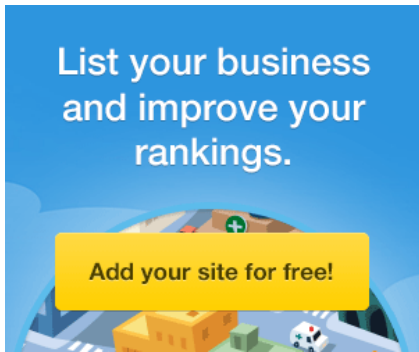 List your business
and improve your
rankings.
Add your site for free!